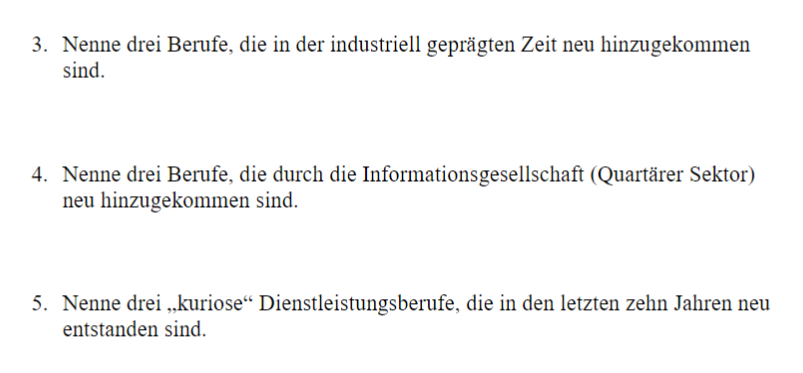 3. Nenne drei Berufe, die in der industriell geprägten Zeit neu hinzugekommen
sind.
4. Nenne drei Berufe, die durch die Informationsgesellschaft (Quartärer Sektor)
neu hinzugekommen sind.
5. Nenne drei „kuriose“ Dienstleistungsberufe, die in den letzten zehn Jahren neu
entstanden sind.